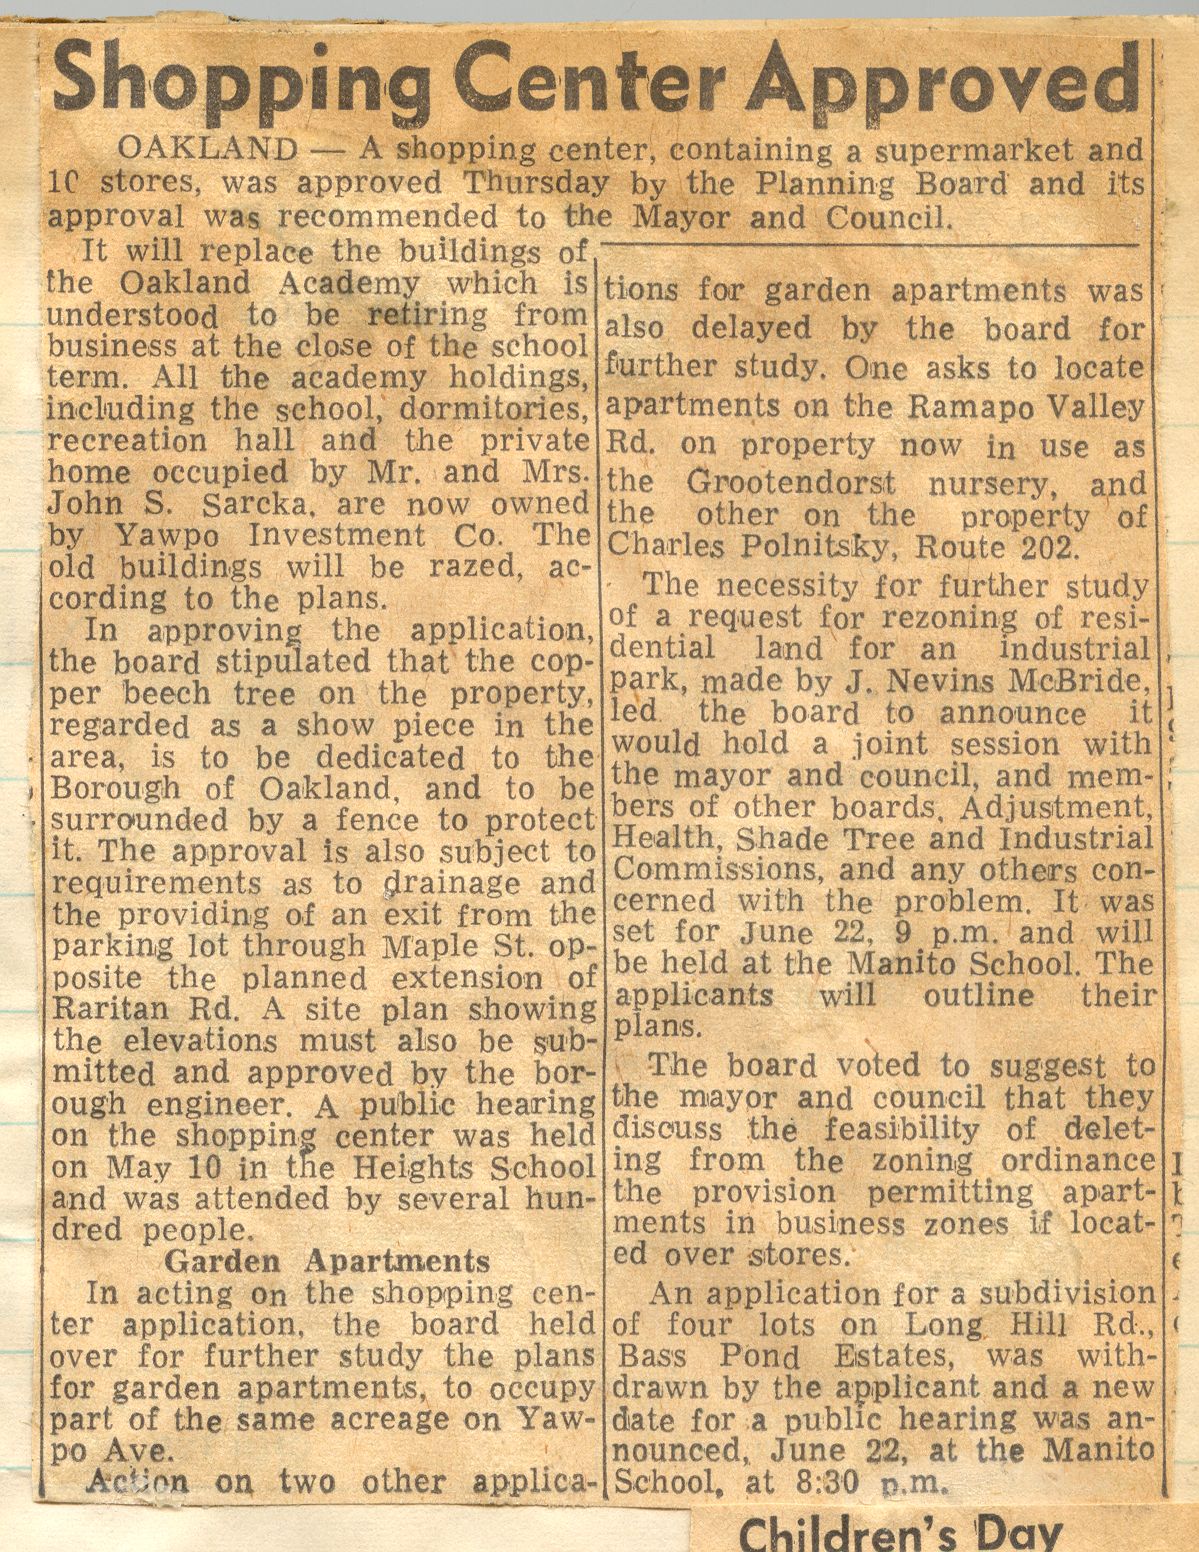 Shopping Center Approved
OAKLAND — A shopping center, containing a supermarket and
10 stores, was approved Thursday by the Planning Board and its
approval was recommended to the Mayor and Council.
It will replace the buildings of
the Oakland Academy which is
understood to be retiring from
business at the close of the school
term. All the academy holdings,
including the school, dormitories,
recreation hall and the private
home occupied by Mr. and Mrs.
John S. Sarcka, are now owned
by Yawpo Investment Co. The
old buildings will be razed, ac-
cording to the plans.
In approving the application,
the board stipulated that the cop-
per beech tree on the property,
regarded as a show piece in the
area, is to be dedicated to the
Borough of Oakland, and to be
surrounded by a fence to protect
it. The approval is also subject to
requirements as to drainage and
the providing of an exit from the
parking lot through Maple St. op-
posite the planned extension of
Raritan Rd. A site plan showing
the elevations must also be sub-
mitted and approved by the bor-
ough engineer. A public hearing
on the shopping center was held
on May 10 in the Heights School
and was attended by several hun-
dred people.
Garden Apartments
In acting on the shopping cen-
ter application, the board held
over for further study the plans
for garden apartments, to occupy
part of the same acreage on Yaw-
po Ave.
Action on two other applica-
tions for garden apartments was
also delayed by the board for
further study. One asks to locate
apartments on the Ramapo Valley
Rd. on property now in use as
the Grootendorst nursery, and
the other on the property of
Charles Polnitsky, Route 202.
The necessity for further study
of a request for rezoning of resi-
dential land for an industrial
park, made by J. Nevins McBride,
led the board to announce it
would hold a joint session with
the mayor and council, and mem-
bers of other boards, Adjustment,
Health, Shade Tree and Industrial
Commissions, and any others con-
cerned with the problem. It was
set for June 22, 9 p.m. and will
be held at the Manito School. The
applicants will outline their
plans.
The board voted to suggest to
the mayor and council that they
discuss the feasibility of delet-
ing from the zoning ordinance
the provision permitting apart-
ments in business zones if locat-
ed over stores.
An application for a subdivision
of four lots on Long Hill Rd.,
Bass Pond Estates, was with-
drawn by the applicant and a new
date for a public hearing was an-
nounced, June 22, at the Manito
School, at 8:30 p.m.
Children's Day